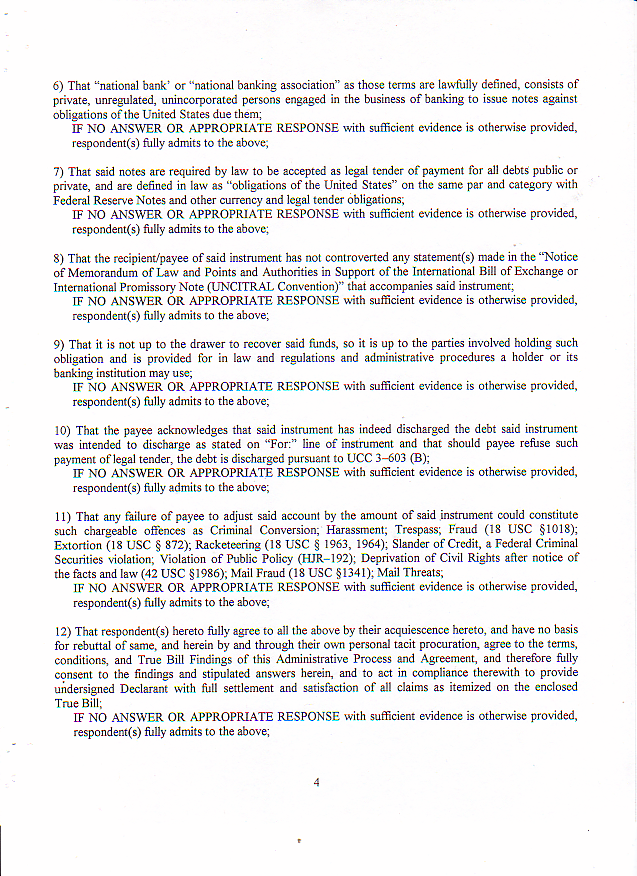 6) That “national bank’ or “national banking association” as those terms are lawfully defined, consists of
private, unregulated, unincorporated persons engaged in the business of banking to issue notes against
obligations of the United States due them;
IF NO ANSWER OR APPROPRIATE RESPONSE with sufficient evidence is otherwise provided,
respondent(s) fully admits to the above;
7) That said notes are required by law to be accepted as legal tender of payment for all debts public or
private, and are defined in law as “obligations of the United States” on the same par and category with
Federal Reserve Notes and other currency and legal tender obligations;
IF NO ANSWER OR APPROPRIATE RESPONSE with sufficient evidence is otherwise provided,
respondent(s) fully admits to the above;
8) That the recipient/payee of said instrument has not controverted any statement(s) made in the “Notice
of Memorandum of Law and Points and Authorities in Support of the International Bill of Exchange or
International Promissory Note (UNCITRAL Convention)” that accompanies said instrument;
IF NO ANSWER OR APPROPRIATE RESPONSE with sufficient evidence is otherwise provided,
respondent(s) fully admits to the above;
9) That it is not up to the drawer to recover said funds, so it is up to the parties involved holding such
obligation and is provided for in law and regulations and administrative procedures a holder or its
banking institution may use;
IF NO ANSWER OR APPROPRIATE RESPONSE with sufficient evidence is otherwise provided,
respondent(s) fully admits to the above;
10) That the payee acknowledges that said instrument has indeed discharged the debt said instrument
was intended to discharge as stated on “For:” line of instrument and that should payee refuse such
payment of legal tender, the debt is discharged pursuant to UCC 3–603 (B);
IF NO ANSWER OR APPROPRIATE RESPONSE with sufficient evidence is otherwise provided,
respondent(s) fully admits to the above;
11) That any failure of payee to adjust said account by the amount of said instrument could constitute
such chargeable offences as Criminal Conversion; Harassment; Trespass; Fraud (18 USC §1018);
Extortion (18 USC § 872); Racketeering (18 USC § 1963, 1964); Slander of Credit, a Federal Criminal
Securities violation; Violation of Public Policy (HJR–192); Deprivation of Civil Rights after notice of
the facts and law (42 USC §1986); Mail Fraud (18 USC §1341); Mail Threats;
IF NO ANSWER OR APPROPRIATE RESPONSE with sufficient evidence is otherwise provided,
respondent(s) fully admits to the above;
12) That respondent(s) hereto fully agree to all the above by their acquiescence hereto, and have no basis
for rebuttal of same, and herein by and through their own personal tacit procuration, agree to the terms,
conditions, and True Bill Findings of this Administrative Process and Agreement, and therefore fully
consent to the findings and stipulated answers herein, and to act in compliance therewith to provide
undersigned Declarant with full settlement and satisfaction of all claims as itemized on the enclosed
True Bill;
IF NO ANSWER OR APPROPRIATE RESPONSE with sufficient evidence is otherwise provided,
respondent(s) fully admits to the above;
4